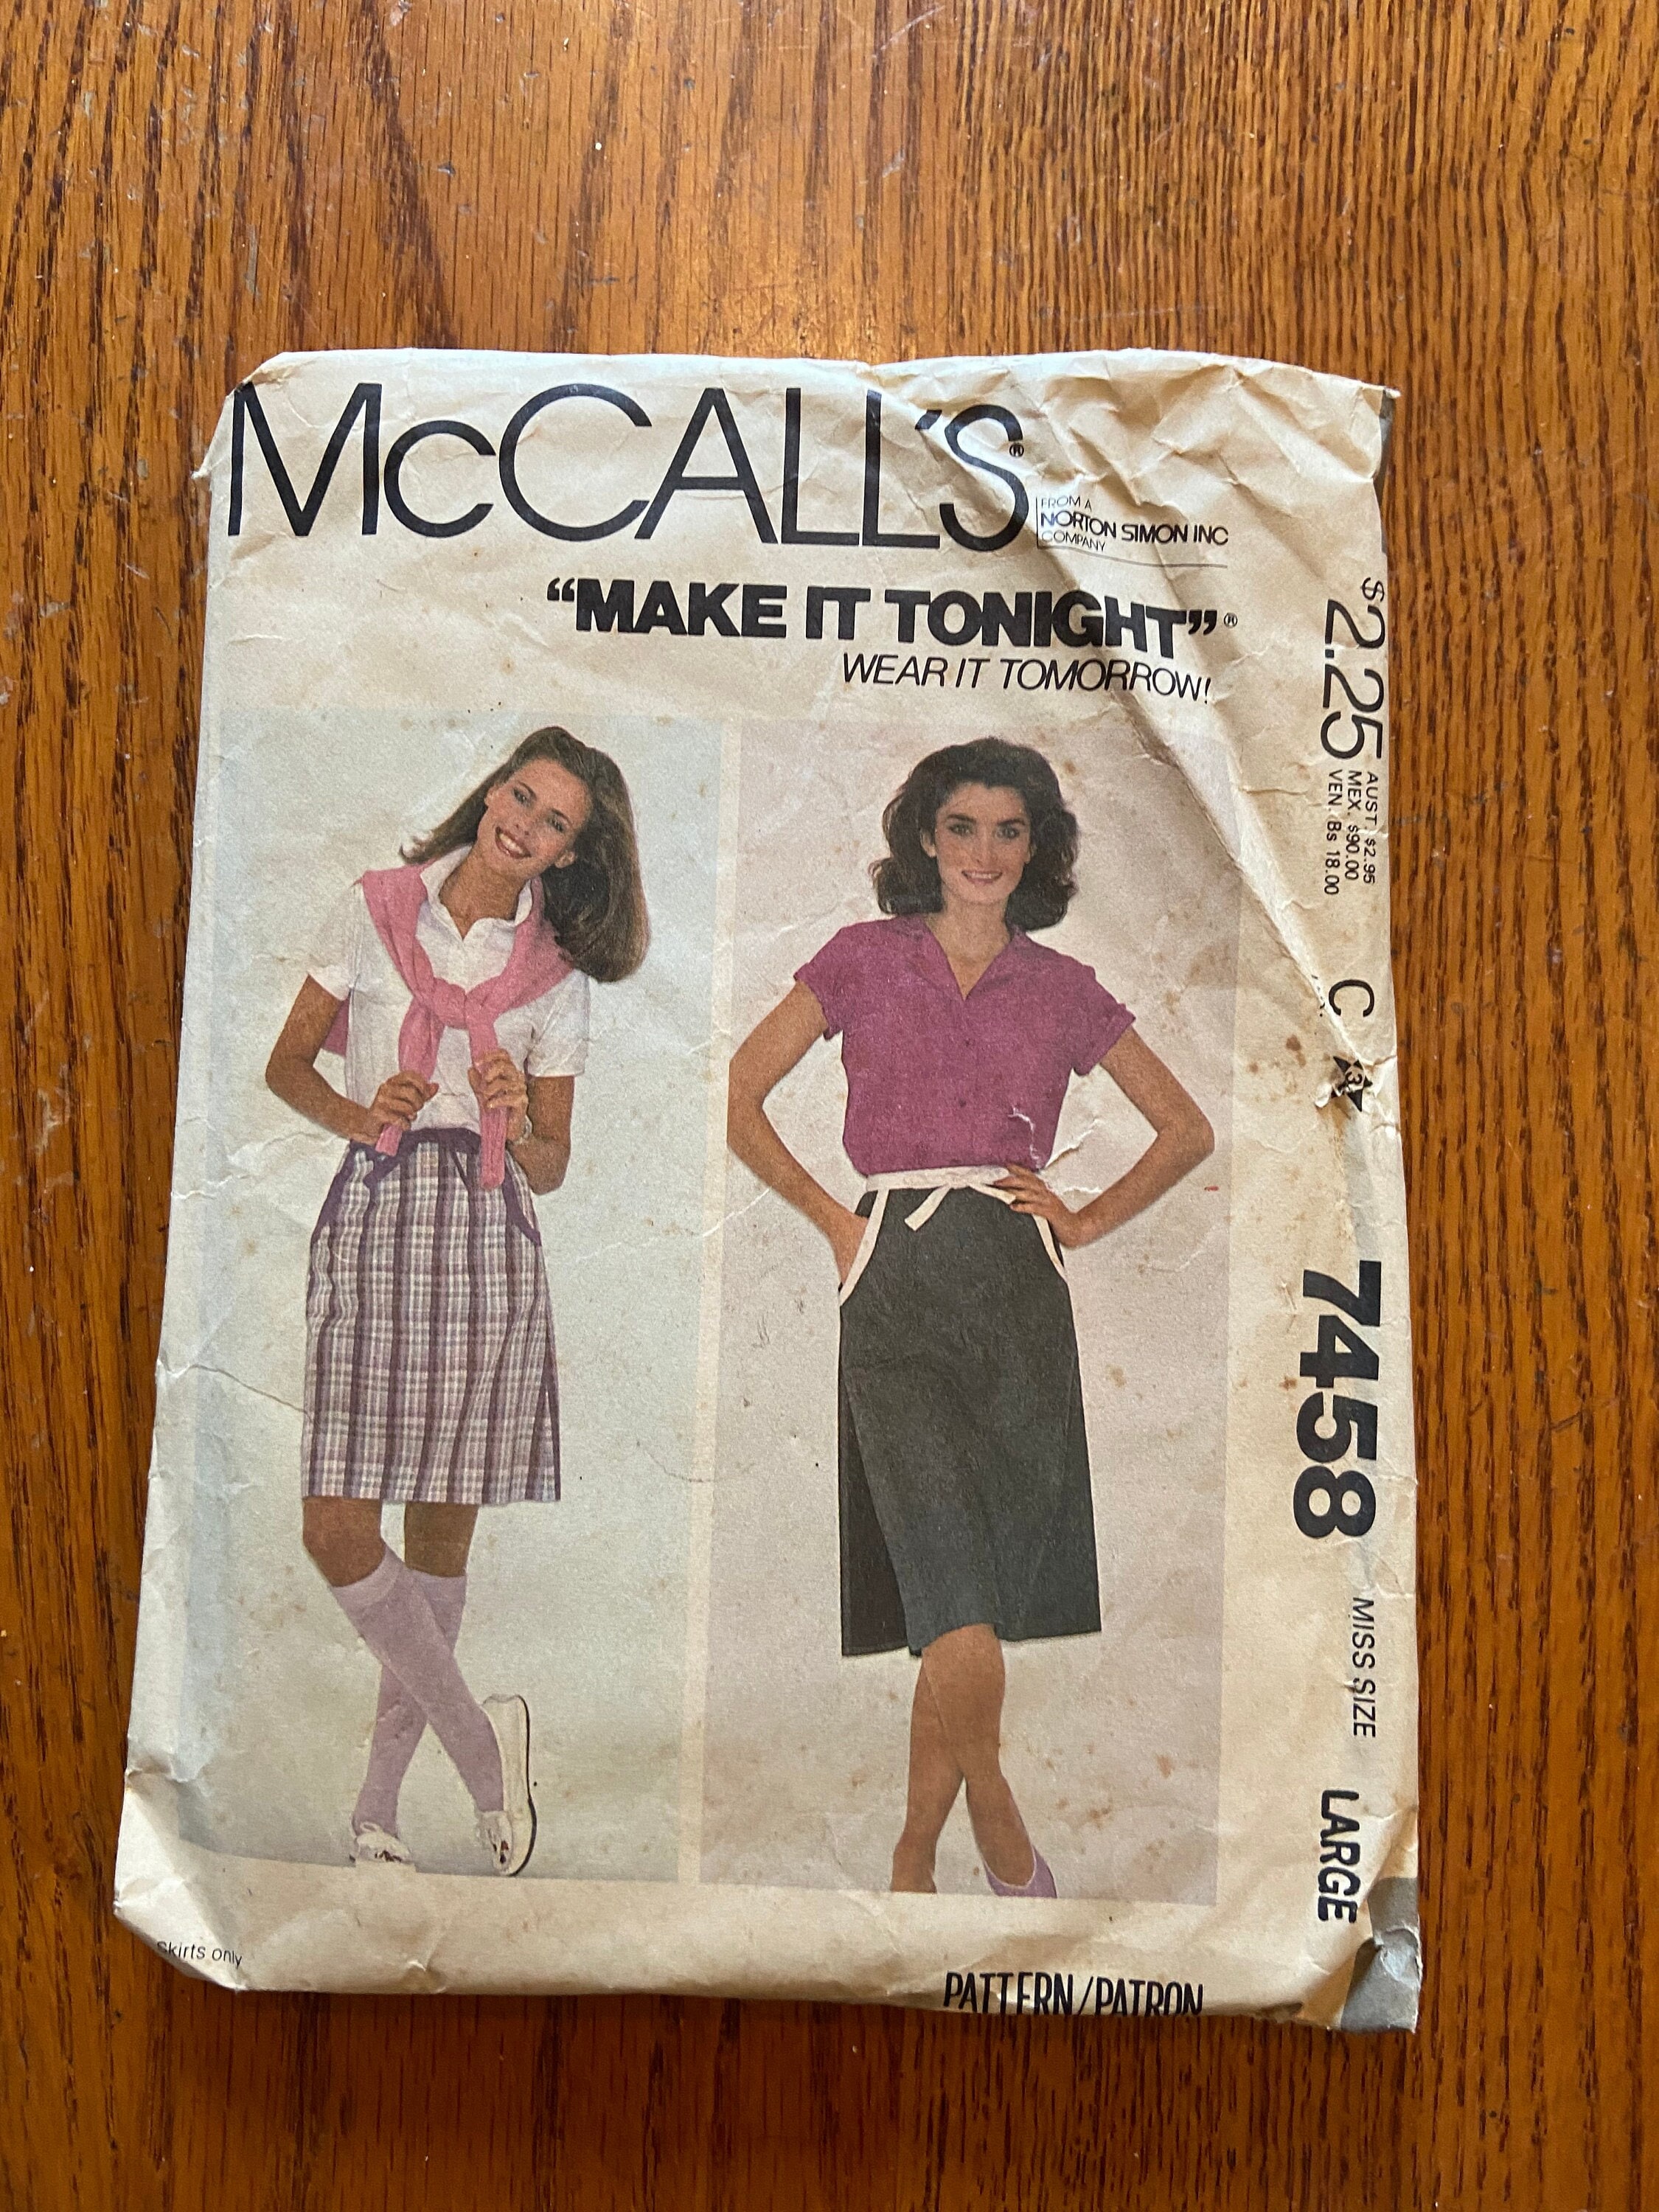 McCALL'S®
FROM A
NORTON SIMON INC
COMPANY
“MAKE IT TONIGHT”®
WEAR IT TOMORROW!
$2.25
AUST. $2.95
MEX. $90.00
VEN. Bs 18.00
C
3
7458
MISS SIZE
LARGE
Skirts only
PATTERN/PATRON